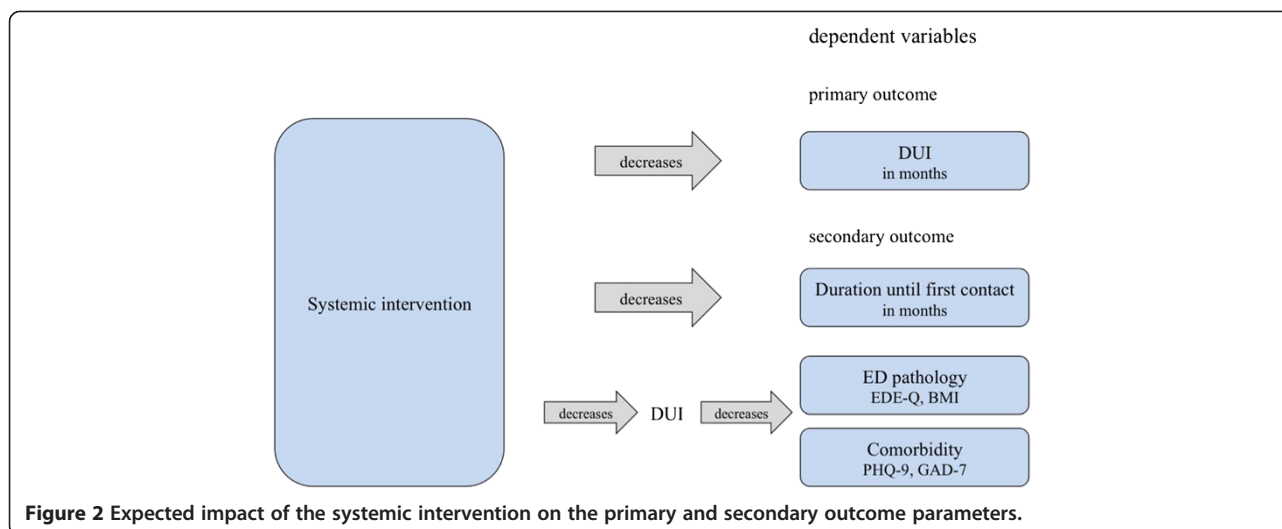 dependent variables
primary outcome
decreases
DUI
in months
secondary outcome
Systemic intervention
decreases
Duration until first contact
in months
decreases
DUI
decreases
ED pathology
EDE-Q, BMI
Comorbidity
PHQ-9, GAD-7
Figure 2 Expected impact of the systemic intervention on the primary and secondary outcome parameters.